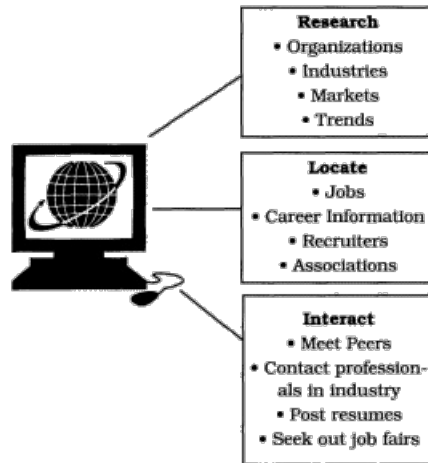 Research
• Organizations
• Industries
• Markets
• Trends
Locate
• Jobs
• Career Information
• Recruiters
• Associations
Interact
• Meet Peers
• Contact profession-
als in industry
• Post resumes
• Seek out job fairs